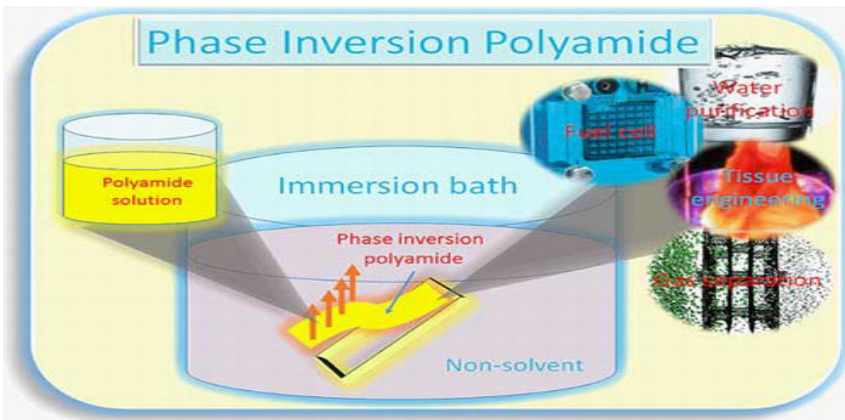 Phase Inversion Polyamide
Water
purification
Fuel cell
Polyamide
solution
Immersion bath
Tissue
engineering
Phase inversion
polyamide
Gas separation
Non-solvent